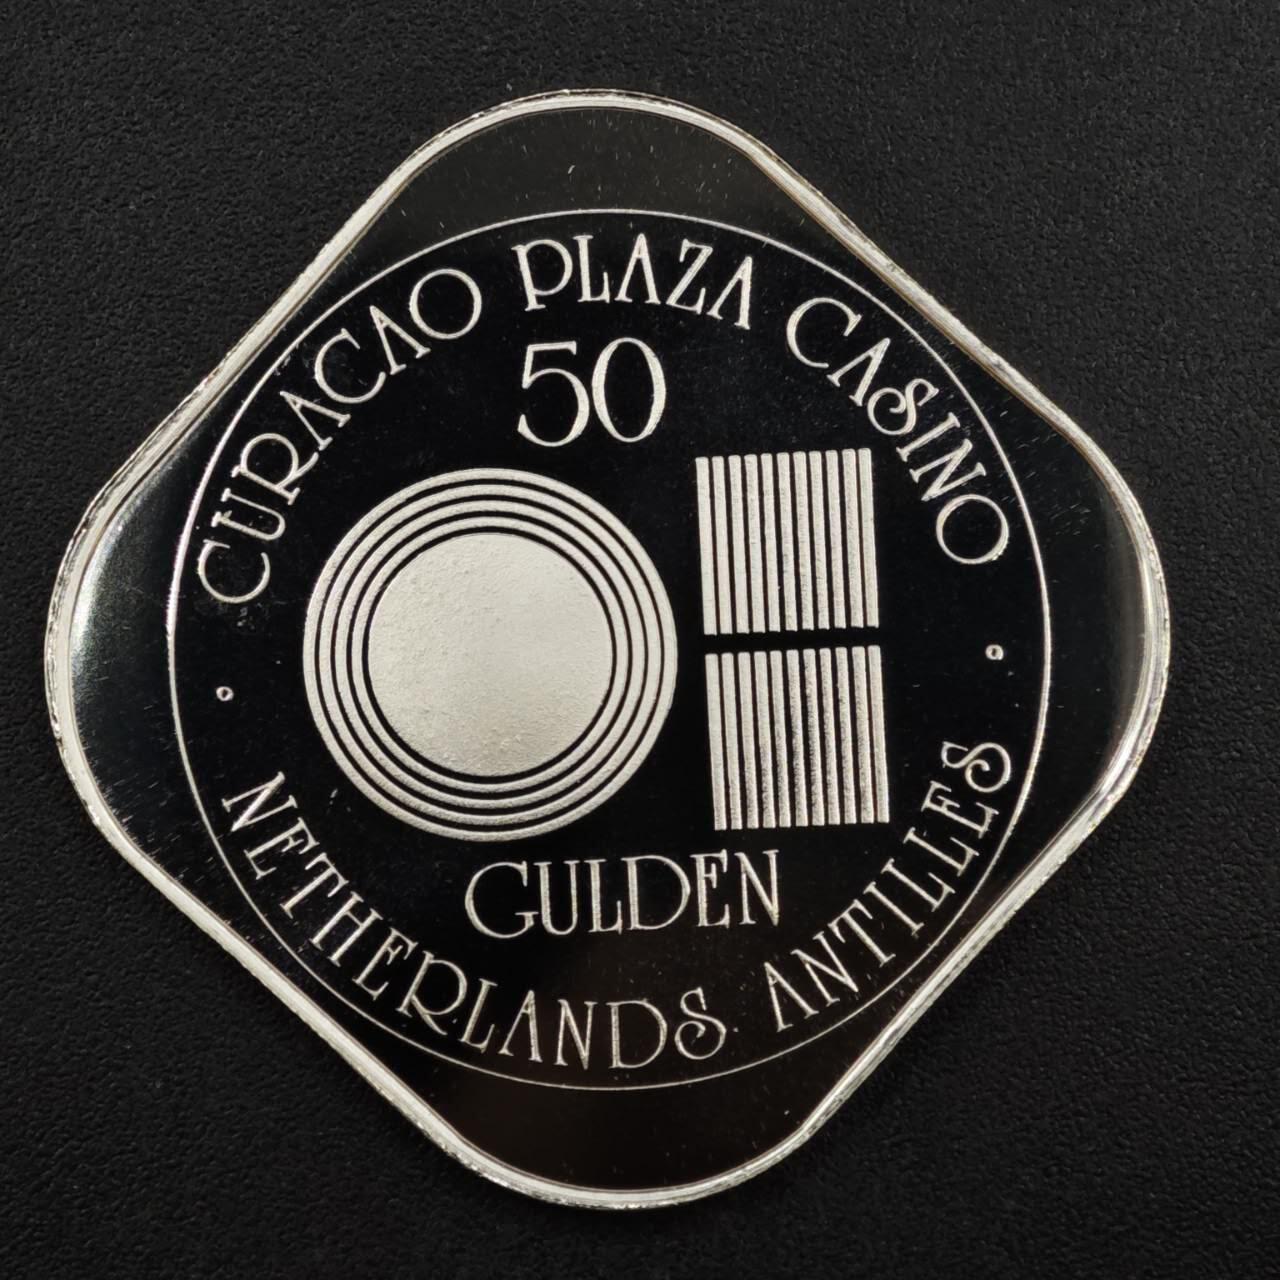 CURACAO PLAZA CASINO
50
GULDEN
NETHERLANDS ANTILLES